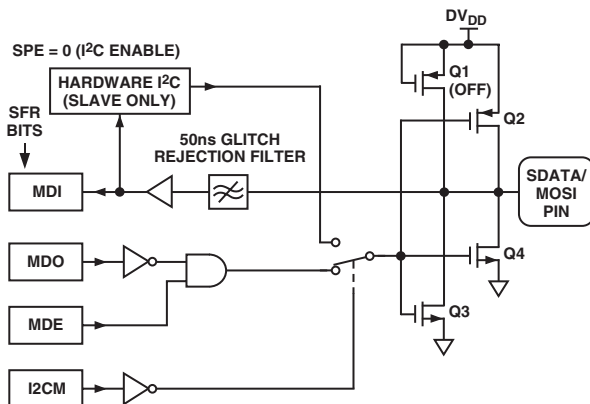 DV_DD
SPE = 0 (I²C ENABLE)
HARDWARE I²C
(SLAVE ONLY)
Q1
(OFF)
Q2
SFR
BITS
50ns GLITCH
REJECTION FILTER
MDI
SDATA/
MOSI
PIN
MDO
Q4
MDE
Q3
I2CM